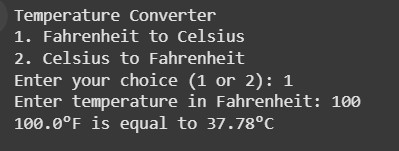 Temperature Converter
1. Fahrenheit to Celsius
2. Celsius to Fahrenheit
Enter your choice (1 or 2): 1
Enter temperature in Fahrenheit: 100
100.0°F is equal to 37.78°C